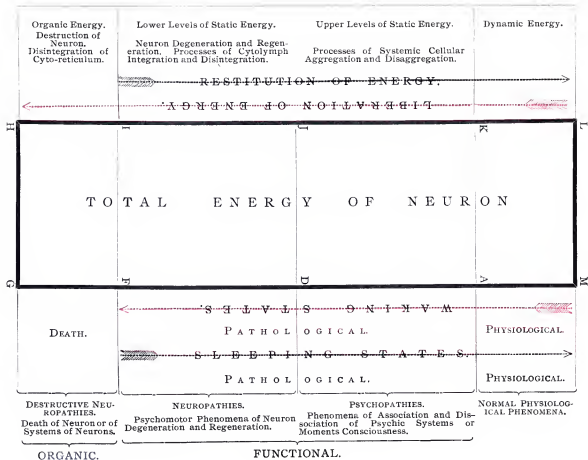 Organic Energy.
Destruction of
Neuron.
Disintegration of
Cyto-reticulum.
Lower Levels of Static Energy.
Neuron Degeneration and Regen-
eration. Processes of Cytolymph
Integration and Disintegration.
Upper Levels of Static Energy.
Processes of Systemic Cellular
Aggregation and Disaggregation.
Dynamic Energy.
RESTITUTION OF ENERGY.
LIBERATION OF ENERGY.
H I J K L
TOTAL ENERGY OF NEURON
G F D A M
WAKING STATES.
DEATH.
PATHOLOGICAL.
PHYSIOLOGICAL.
SLEEPING STATES.
PATHOLOGICAL.
PHYSIOLOGICAL.
DESTRUCTIVE NEU-
ROPATHIES.
Death of Neuron or of
Systems of Neurons.
NEUROPATHIES.
Psychomotor Phenomena of Neuron
Degeneration and Regeneration.
PSYCHOPATHIES.
Phenomena of Association and Dis-
sociation of Psychic Systems or
Moments Consciousness.
NORMAL PHYSIOLOG-
ICAL PHENOMENA.
ORGANIC.
FUNCTIONAL.